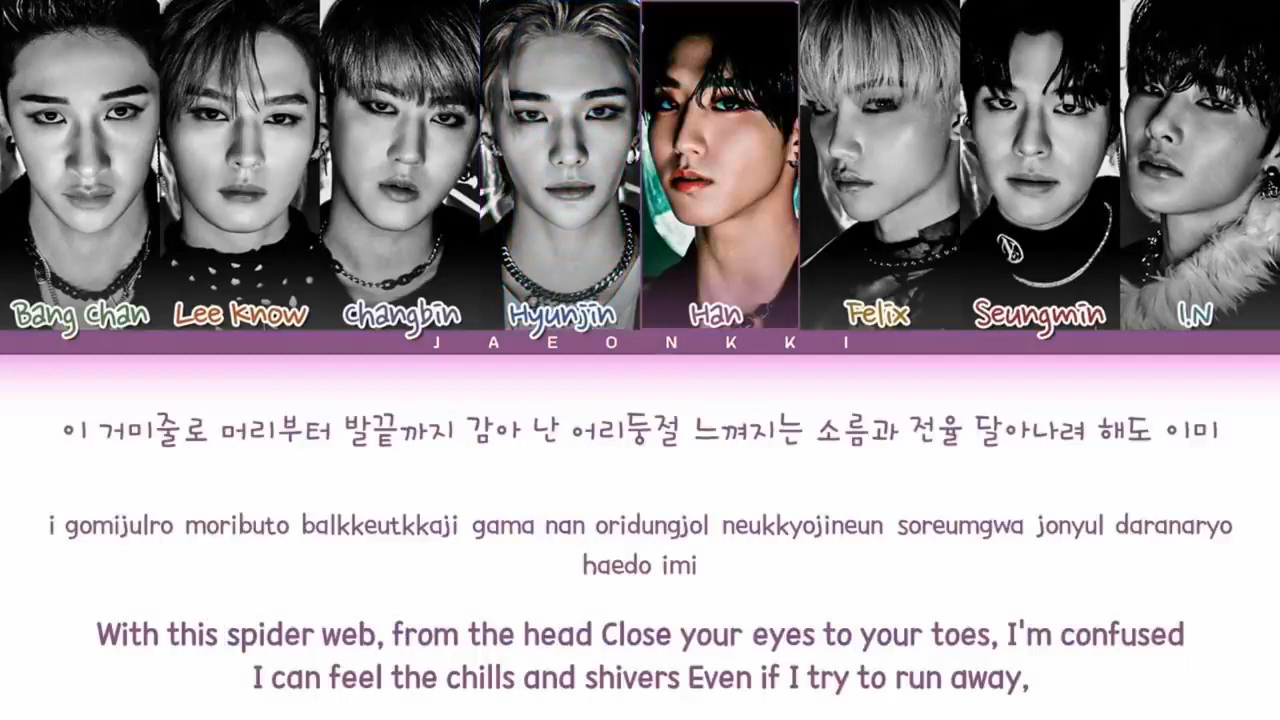 Bang Chan Lee Know Changbin Hyunjin Han Felix Seungmin I.N
JAEONKKI
이 거미줄로 머리부터 발끝까지 감아 난 어리둥절 느껴지는 소름과 전율 달아나려 해도 이미
i gomijulro moributo balkkeutkkaji gama nan oridungjol neukkyojineun soreumgwa jonyul daranaryo
haedo imi
With this spider web, from the head Close your eyes to your toes, I'm confused
I can feel the chills and shivers Even if I try to run away,